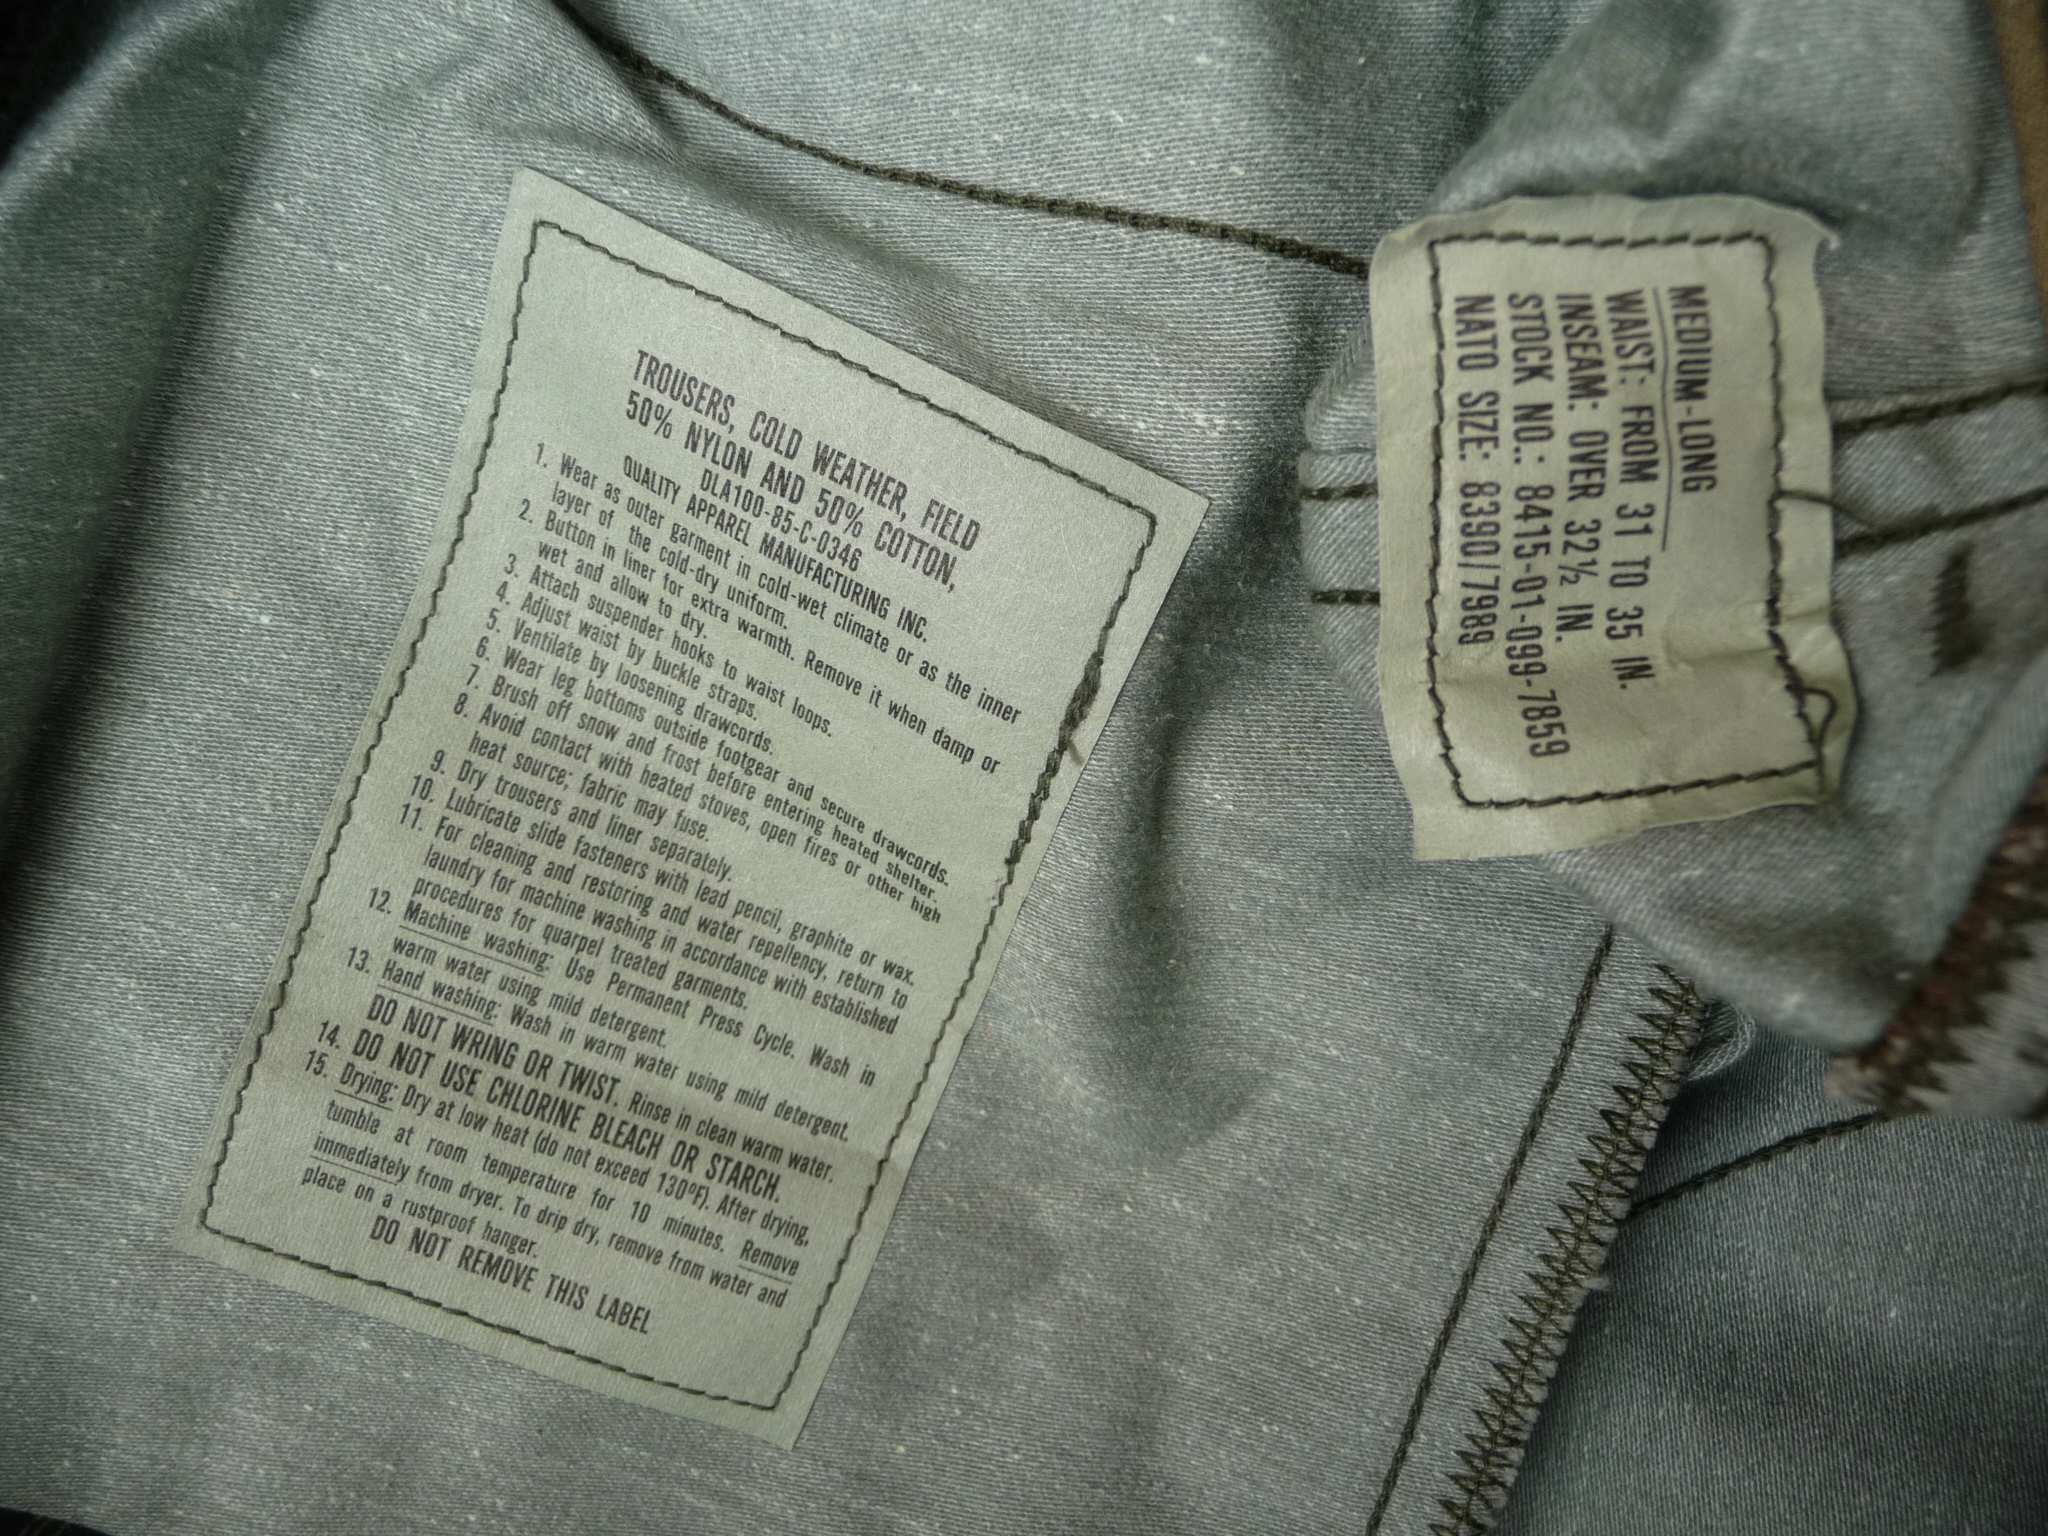 TROUSERS, COLD WEATHER, FIELD
50% NYLON AND 50% COTTON,
DLA100-85-C-0346
QUALITY APPAREL MANUFACTURING INC.
1. Wear as outer garment in cold-wet climate or as the inner
layer of the cold-dry uniform.
2. Button in liner for extra warmth. Remove it when damp or
wet and allow to dry.
3. Attach suspender hooks to waist loops.
4. Adjust waist by buckle straps.
5. Ventilate by loosening drawcords.
6. Wear leg bottoms outside footgear and secure drawcords.
7. Brush off snow and frost before entering heated shelter.
8. Avoid contact with heated stoves, open fires or other high
heat source; fabric may fuse.
9. Dry trousers and liner separately.
10. Lubricate slide fasteners with lead pencil, graphite or wax.
11. For cleaning and restoring and water repellency, return to
laundry for machine washing in accordance with established
procedures for quarpel treated garments.
12. Machine washing: Use Permanent Press Cycle. Wash in
warm water using mild detergent.
13. Hand washing: Wash in warm water using mild detergent.
DO NOT WRING OR TWIST. Rinse in clean warm water.
14. DO NOT USE CHLORINE BLEACH OR STARCH.
15. Drying: Dry at low heat (do not exceed 130ºF). After drying,
tumble at room temperature for 10 minutes. Remove
immediately from dryer. To drip dry, remove from water and
place on a rustproof hanger.
DO NOT REMOVE THIS LABEL
MEDIUM-LONG
WAIST: FROM 31 TO 35 IN.
INSEAM: OVER 32½ IN.
STOCK NO.: 8415-01-099-7859
NATO SIZE: 8390/7989